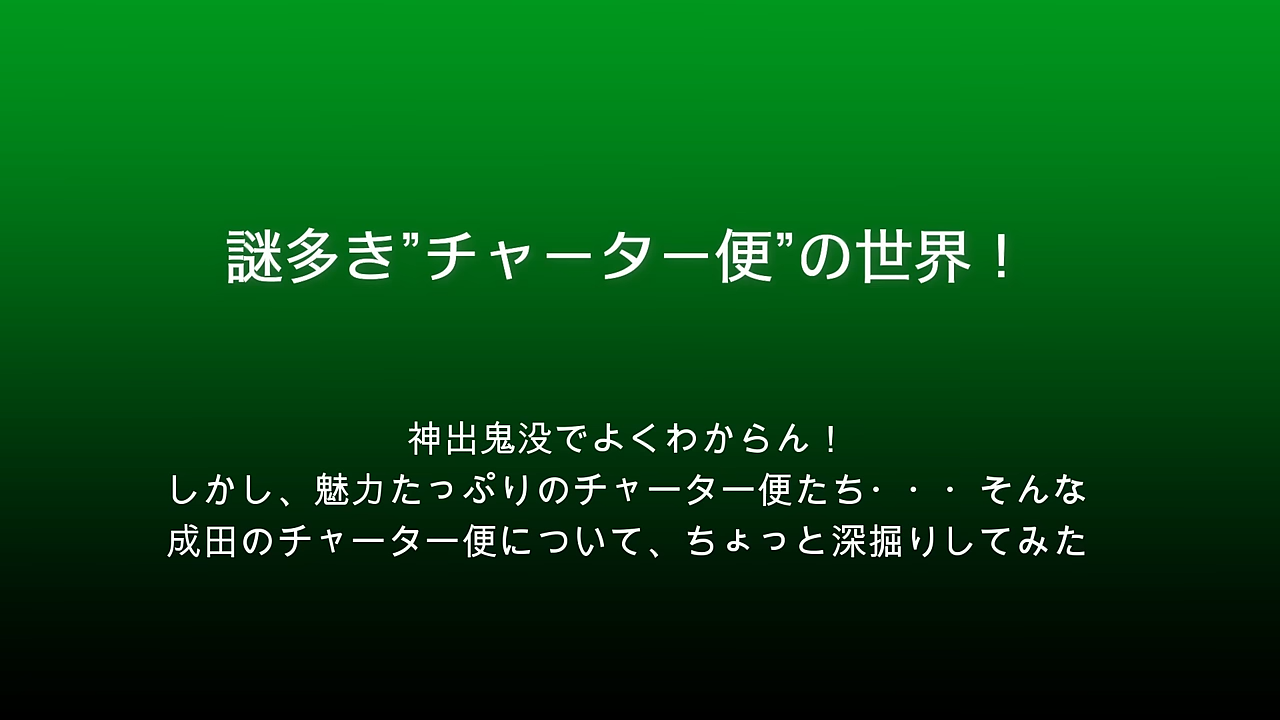 謎多き”チャーター便”の世界！
神出鬼没でよくわからん！
しかし、魅力たっぷりのチャーター便たち・・・そんな
成田のチャーター便について、ちょっと深掘りしてみた